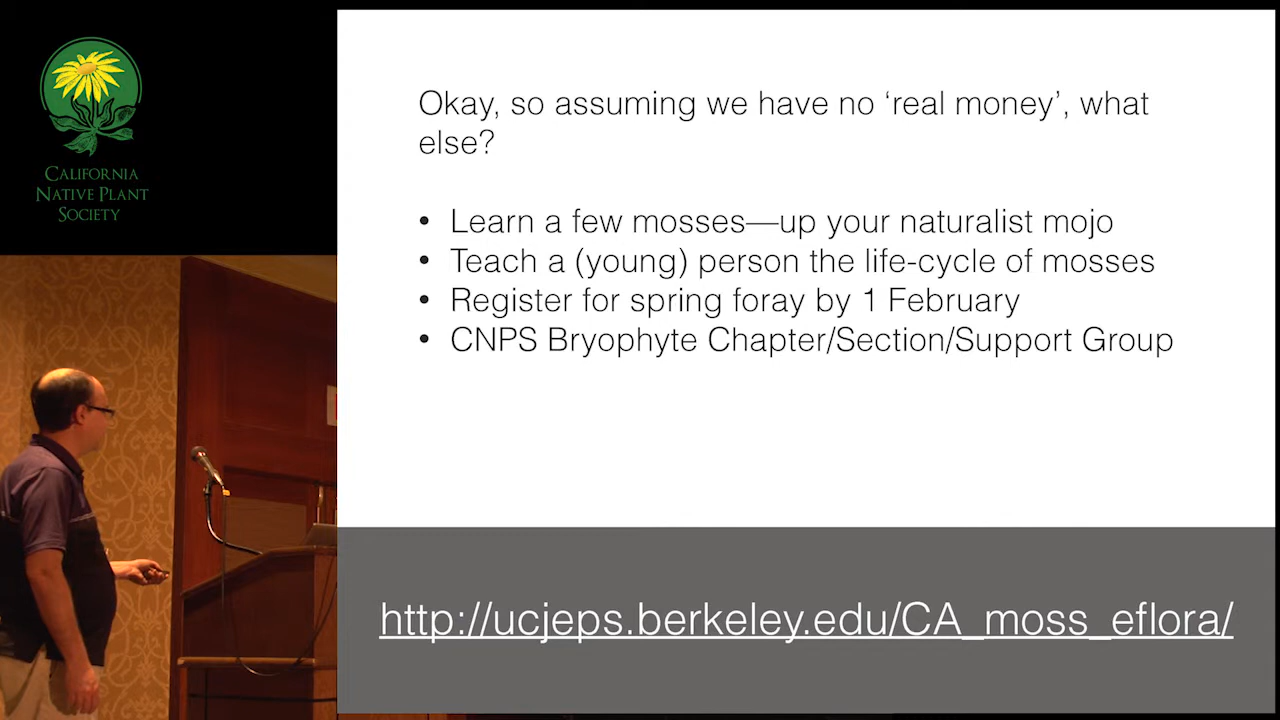 CALIFORNIA
NATIVE PLANT
SOCIETY
Okay, so assuming we have no ‘real money’, what
else?
• Learn a few mosses—up your naturalist mojo
• Teach a (young) person the life-cycle of mosses
• Register for spring foray by 1 February
• CNPS Bryophyte Chapter/Section/Support Group
http://ucjeps.berkeley.edu/CA_moss_eflora/